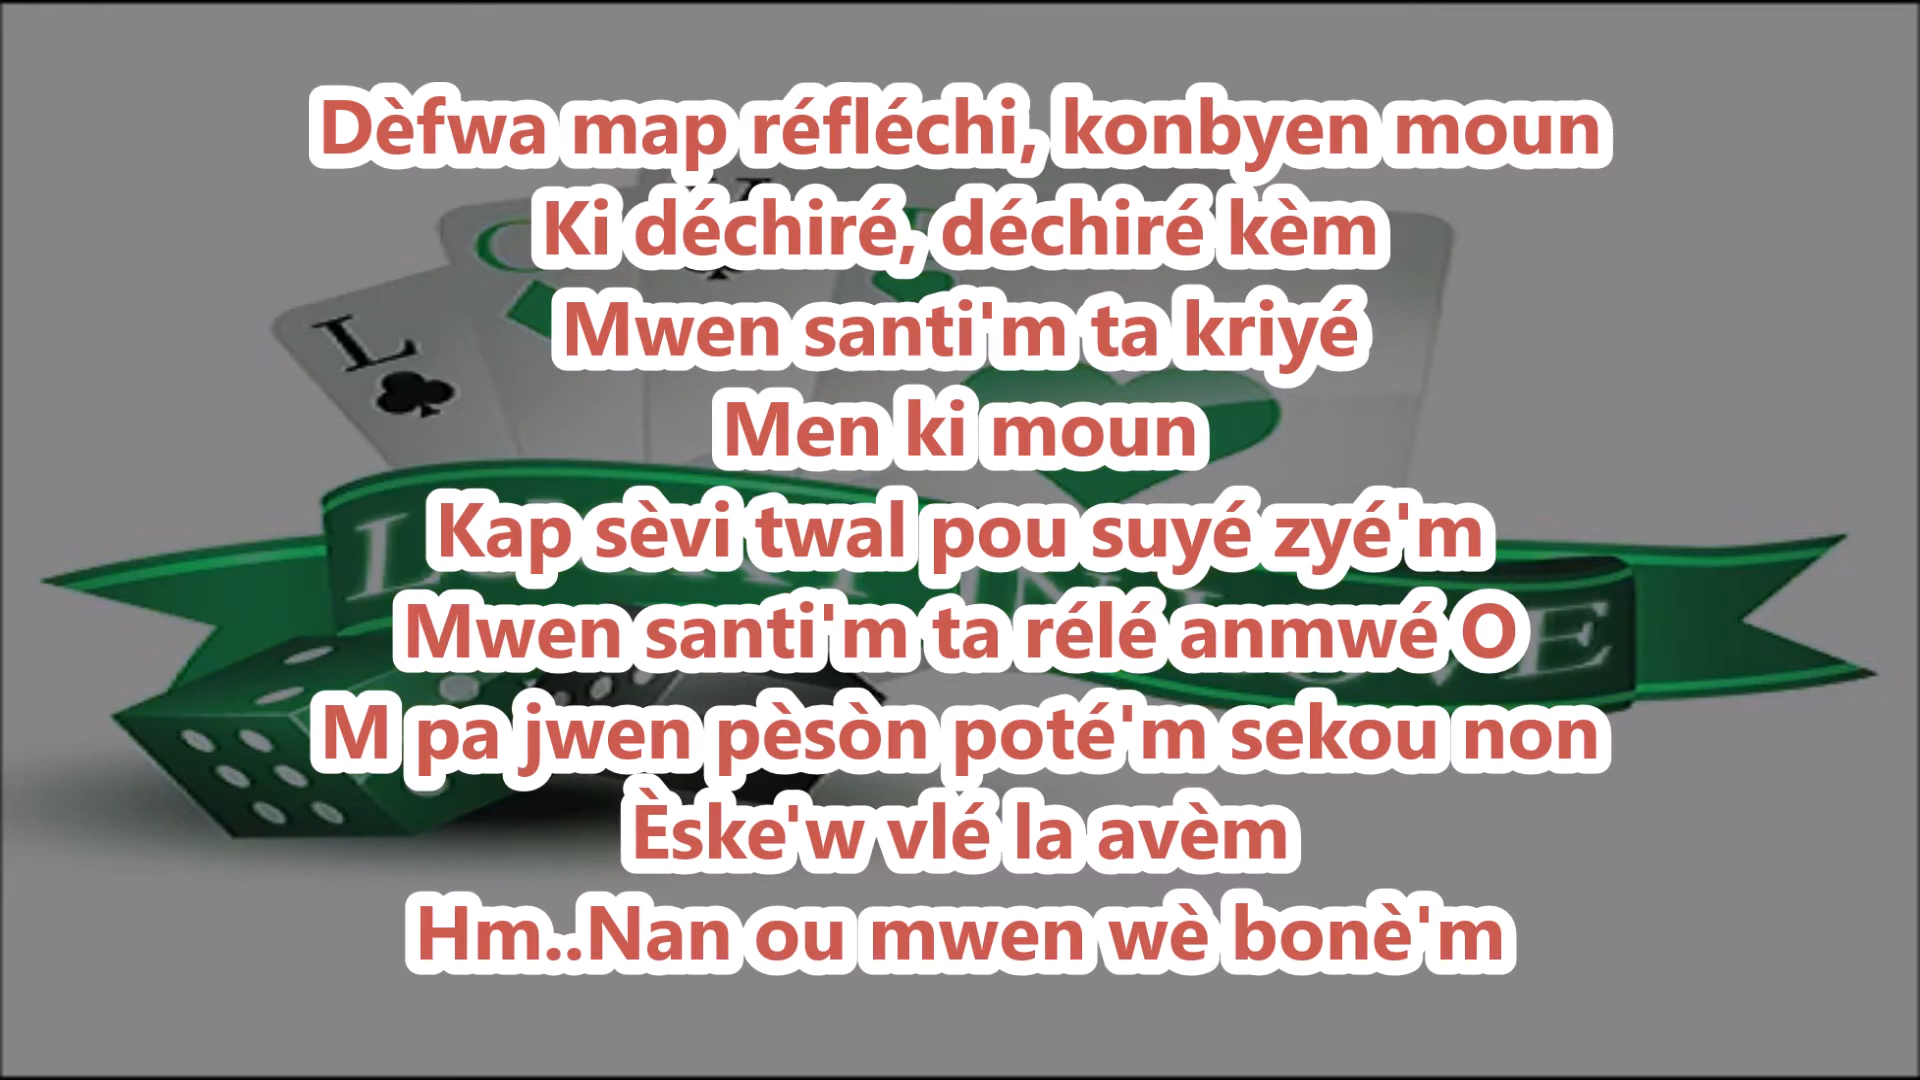 Dèfwa map réfléchi, konbyen moun
Ki déchiré, déchiré kèm
Mwen santi'm ta kriyé
Men ki moun
Kap sèvi twal pou suyé zyé'm
Mwen santi'm ta rélé anmwé O
M pa jwen pèsòn poté'm sekou non
Èske'w vlé la avèm
Hm..Nan ou mwen wè bonè'm
L
IN